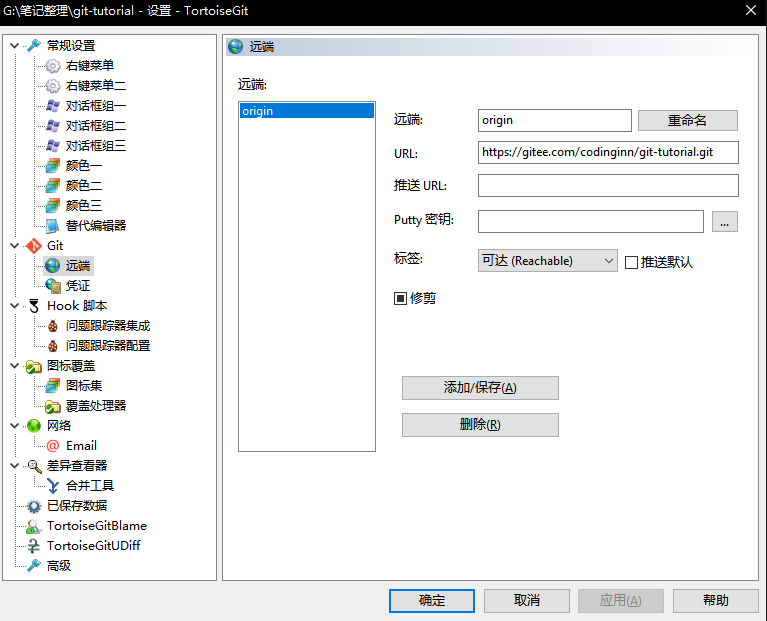 G:\笔记整理\git-tutorial - 设置 - TortoiseGit
常规设置
右键菜单
右键菜单二
对话框组一
对话框组二
对话框组三
颜色一
颜色二
颜色三
替代编辑器
Git
远端
凭证
Hook 脚本
问题跟踪器集成
问题跟踪器配置
图标覆盖
图标集
覆盖处理器
网络
Email
差异查看器
合并工具
已保存数据
TortoiseGitBlame
TortoiseGitUDiff
高级
远端
远端:
origin
远端: origin 重命名
URL: https://gitee.com/codinginn/git-tutorial.git
推送 URL:
Putty 密钥: ...
标签: 可达 (Reachable) 推送默认
修剪
添加/保存(A)
删除(R)
确定 取消 应用(A) 帮助